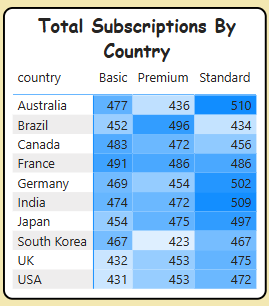 Total Subscriptions By
Country
country Basic Premium Standard
Australia 477 436 510
Brazil 452 496 434
Canada 483 472 456
France 491 486 486
Germany 469 454 502
India 474 472 509
Japan 454 475 497
South Korea 467 423 467
UK 432 453 475
USA 431 453 472